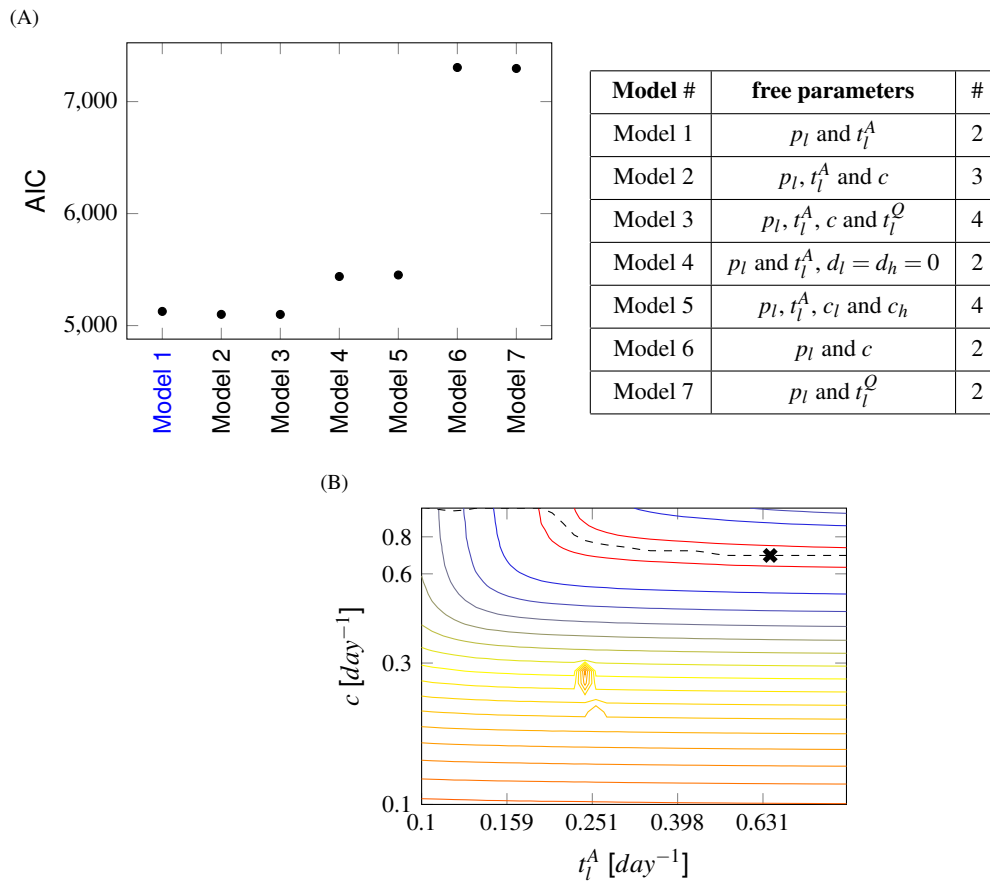 (A)
AIC
7,000
6,000
5,000
Model 1
Model 2
Model 3
Model 4
Model 5
Model 6
Model 7
Model # free parameters #
Model 1 p_l and t_l^A 2
Model 2 p_l, t_l^A and c 3
Model 3 p_l, t_l^A, c and t_l^Q 4
Model 4 p_l and t_l^A, d_l = d_h = 0 2
Model 5 p_l, t_l^A, c_l and c_h 4
Model 6 p_l and c 2
Model 7 p_l and t_l^Q 2
(B)
c [day^{-1}]
0.8
0.6
0.3
0.1
0.1 0.159 0.251 0.398 0.631
t_l^A [day^{-1}]